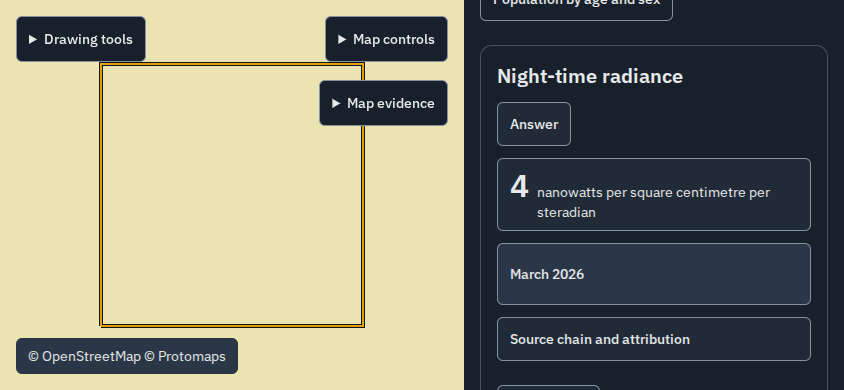 Drawing tools
Map controls
Map evidence
© OpenStreetMap © Protomaps
Population by age and sex
Night-time radiance
Answer
4 nanowatts per square centimetre per
steradian
March 2026
Source chain and attribution